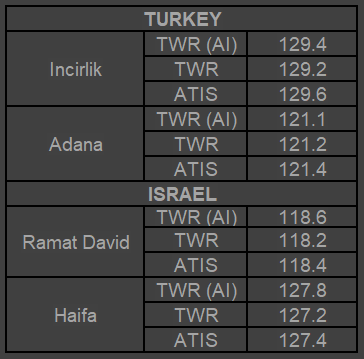 TURKEY
Incirlik TWR (AI) 129.4
TWR 129.2
ATIS 129.6
Adana TWR (AI) 121.1
TWR 121.2
ATIS 121.4
ISRAEL
Ramat David TWR (AI) 118.6
TWR 118.2
ATIS 118.4
Haifa TWR (AI) 127.8
TWR 127.2
ATIS 127.4